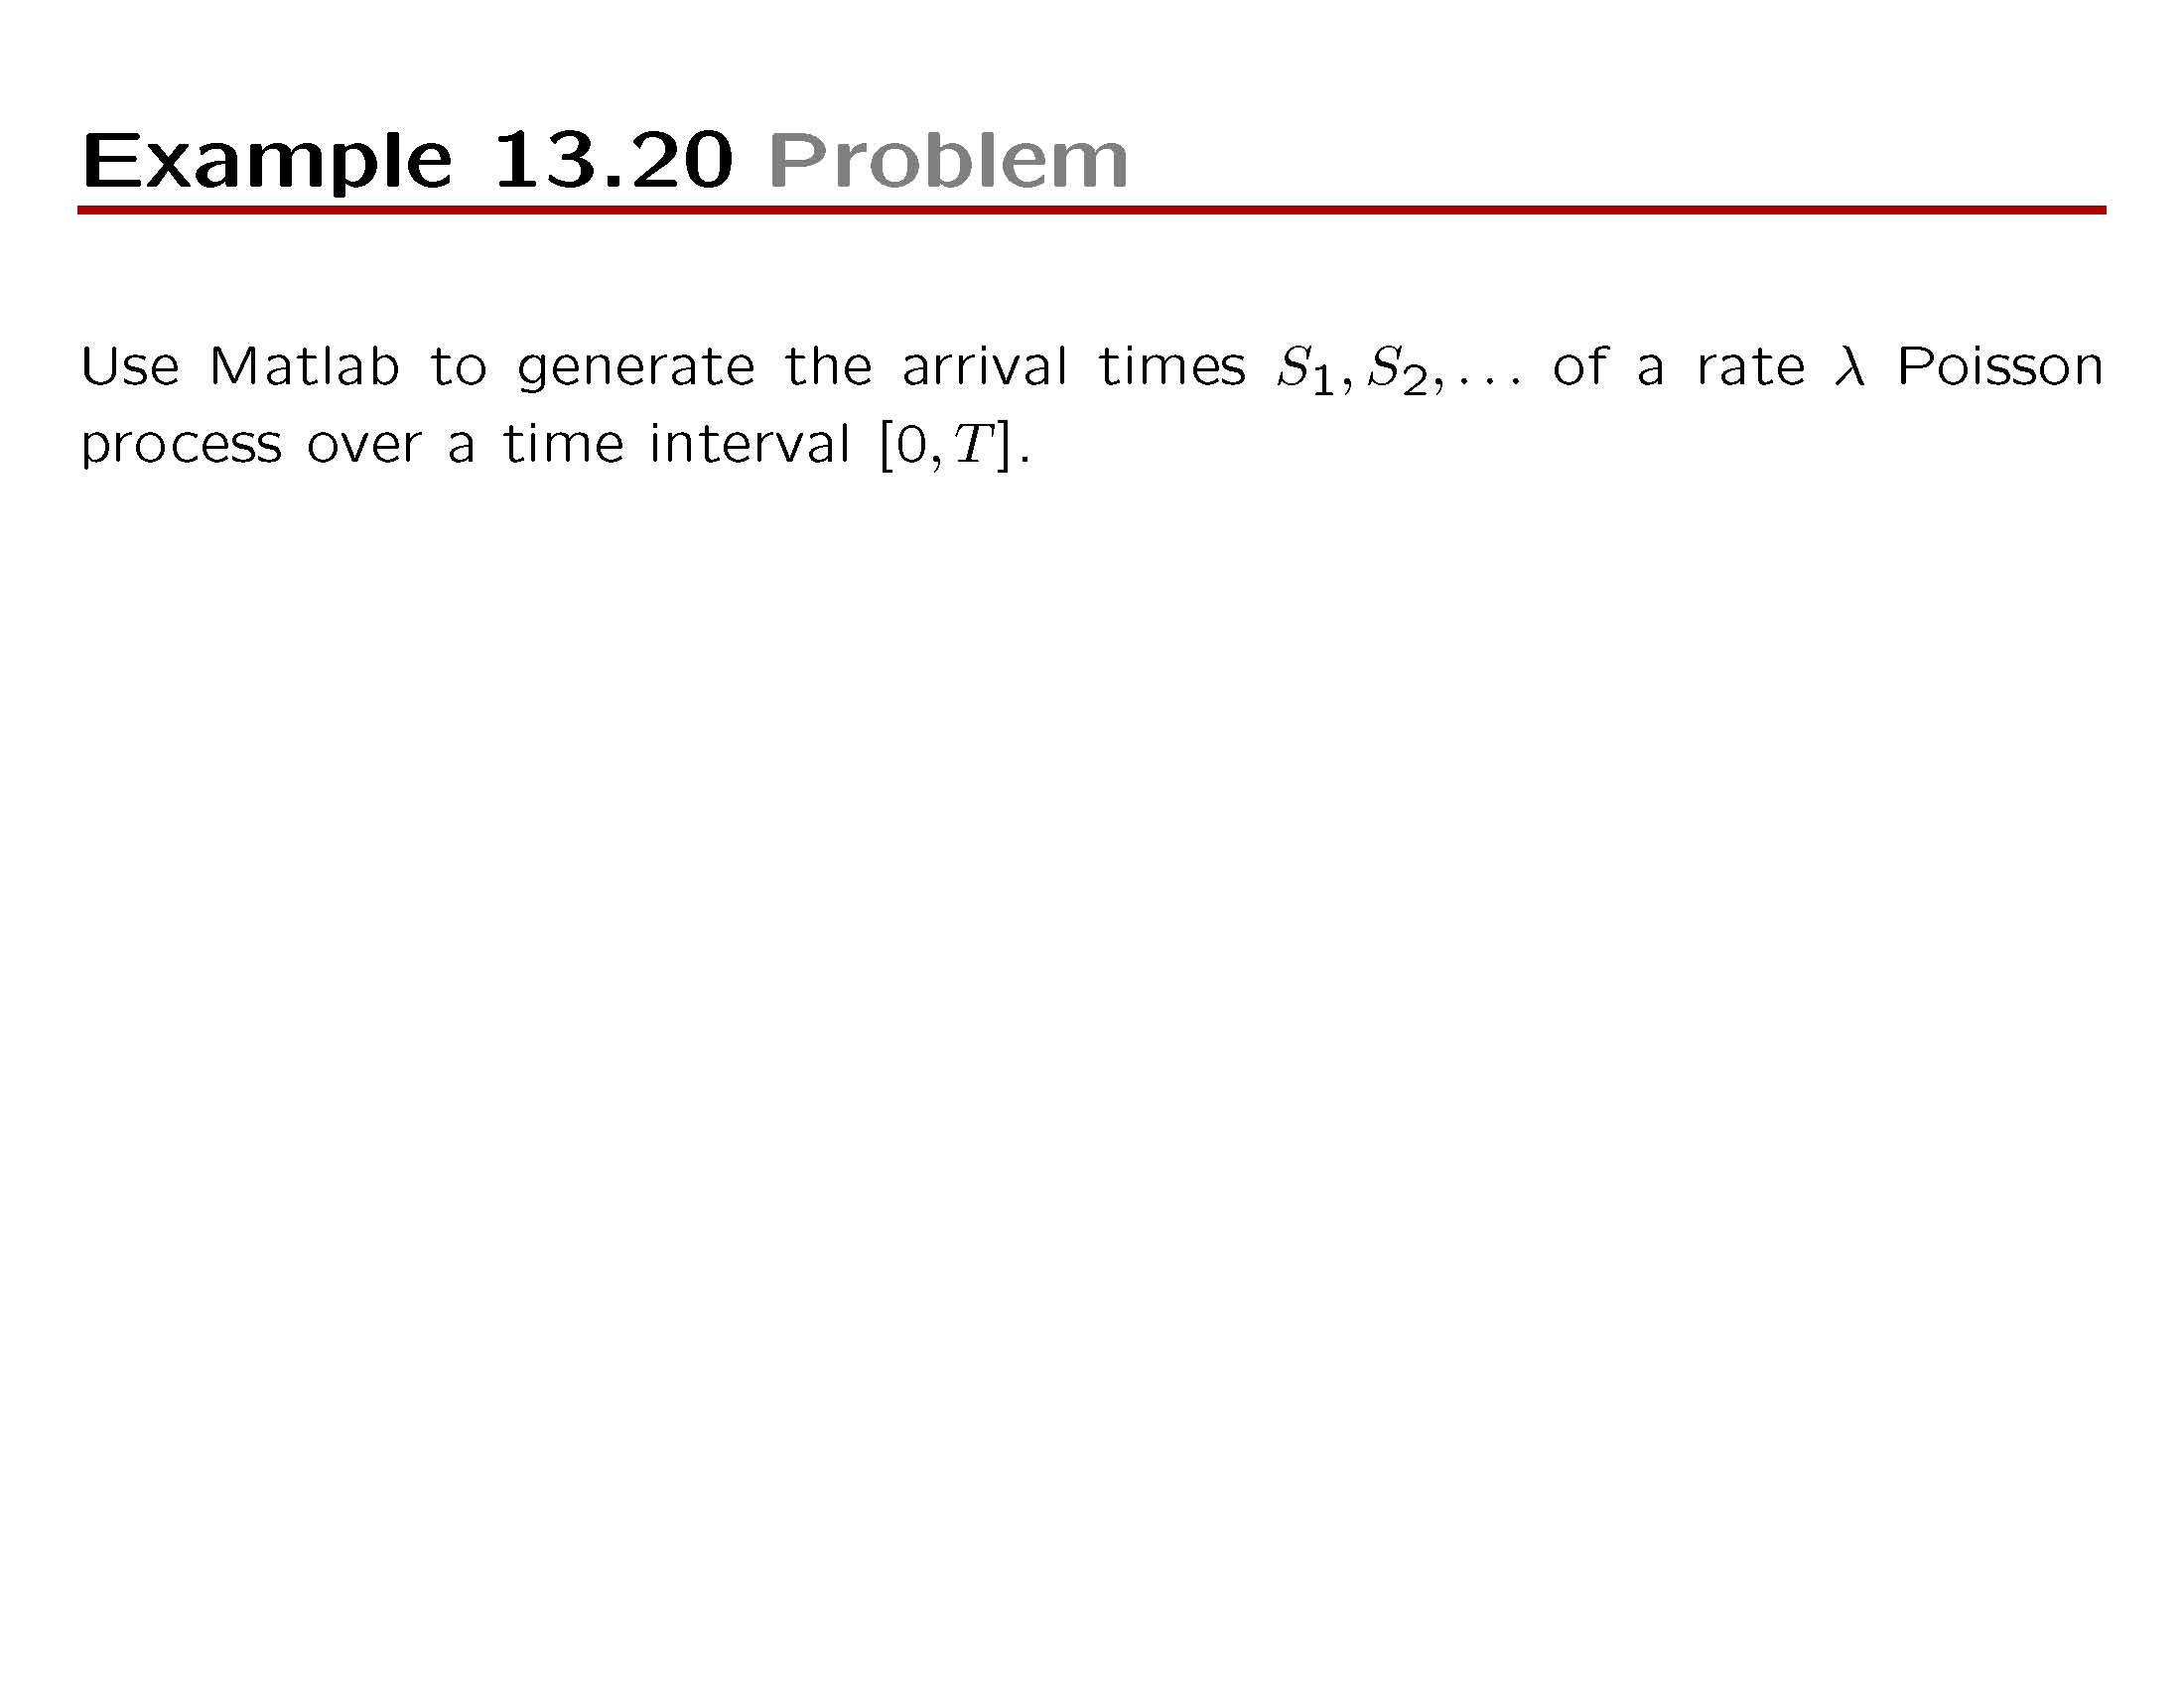 Example 13.20 Problem
Use Matlab to generate the arrival times S₁, S₂, . . . of a rate λ Poisson
process over a time interval [0, T].